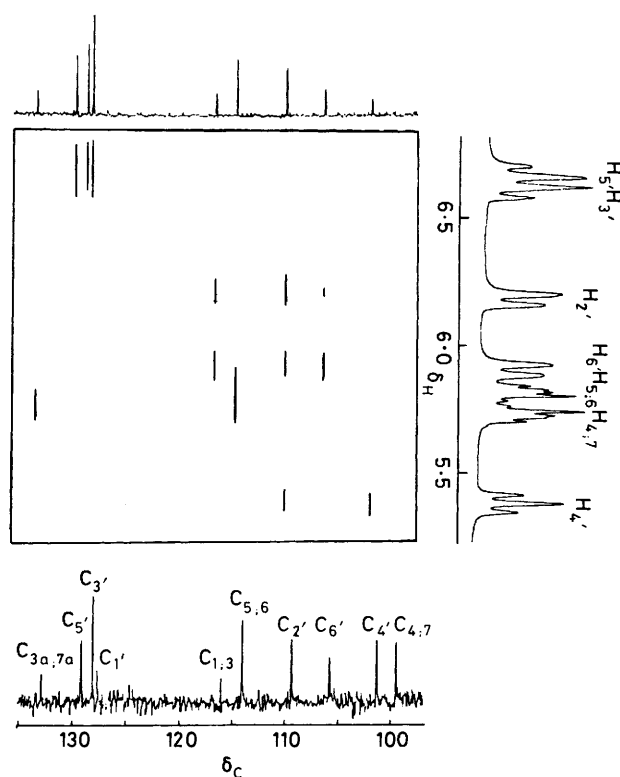 H5'H3'
6·5
H2'
6·0
δH
H6'H5;6H4;7
5·5
H4'
C3'
C5'
C5;6
C3a;7a
C1'
C1;3
C2'
C6'
C4'
C4;7
130
120
110
100
δC